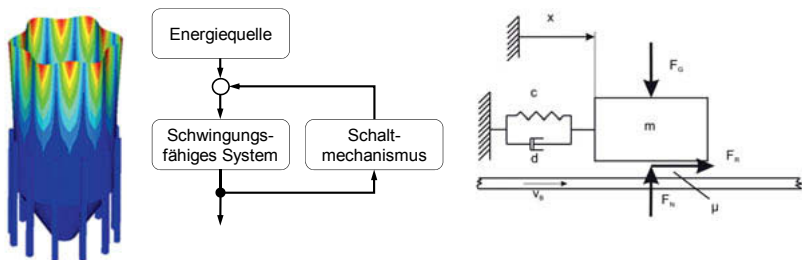 Energiequelle
Schwingungs-
fähiges System
Schalt-
mechanismus
x
F_G
c
m
d
F_R
v_B
F_N
μ